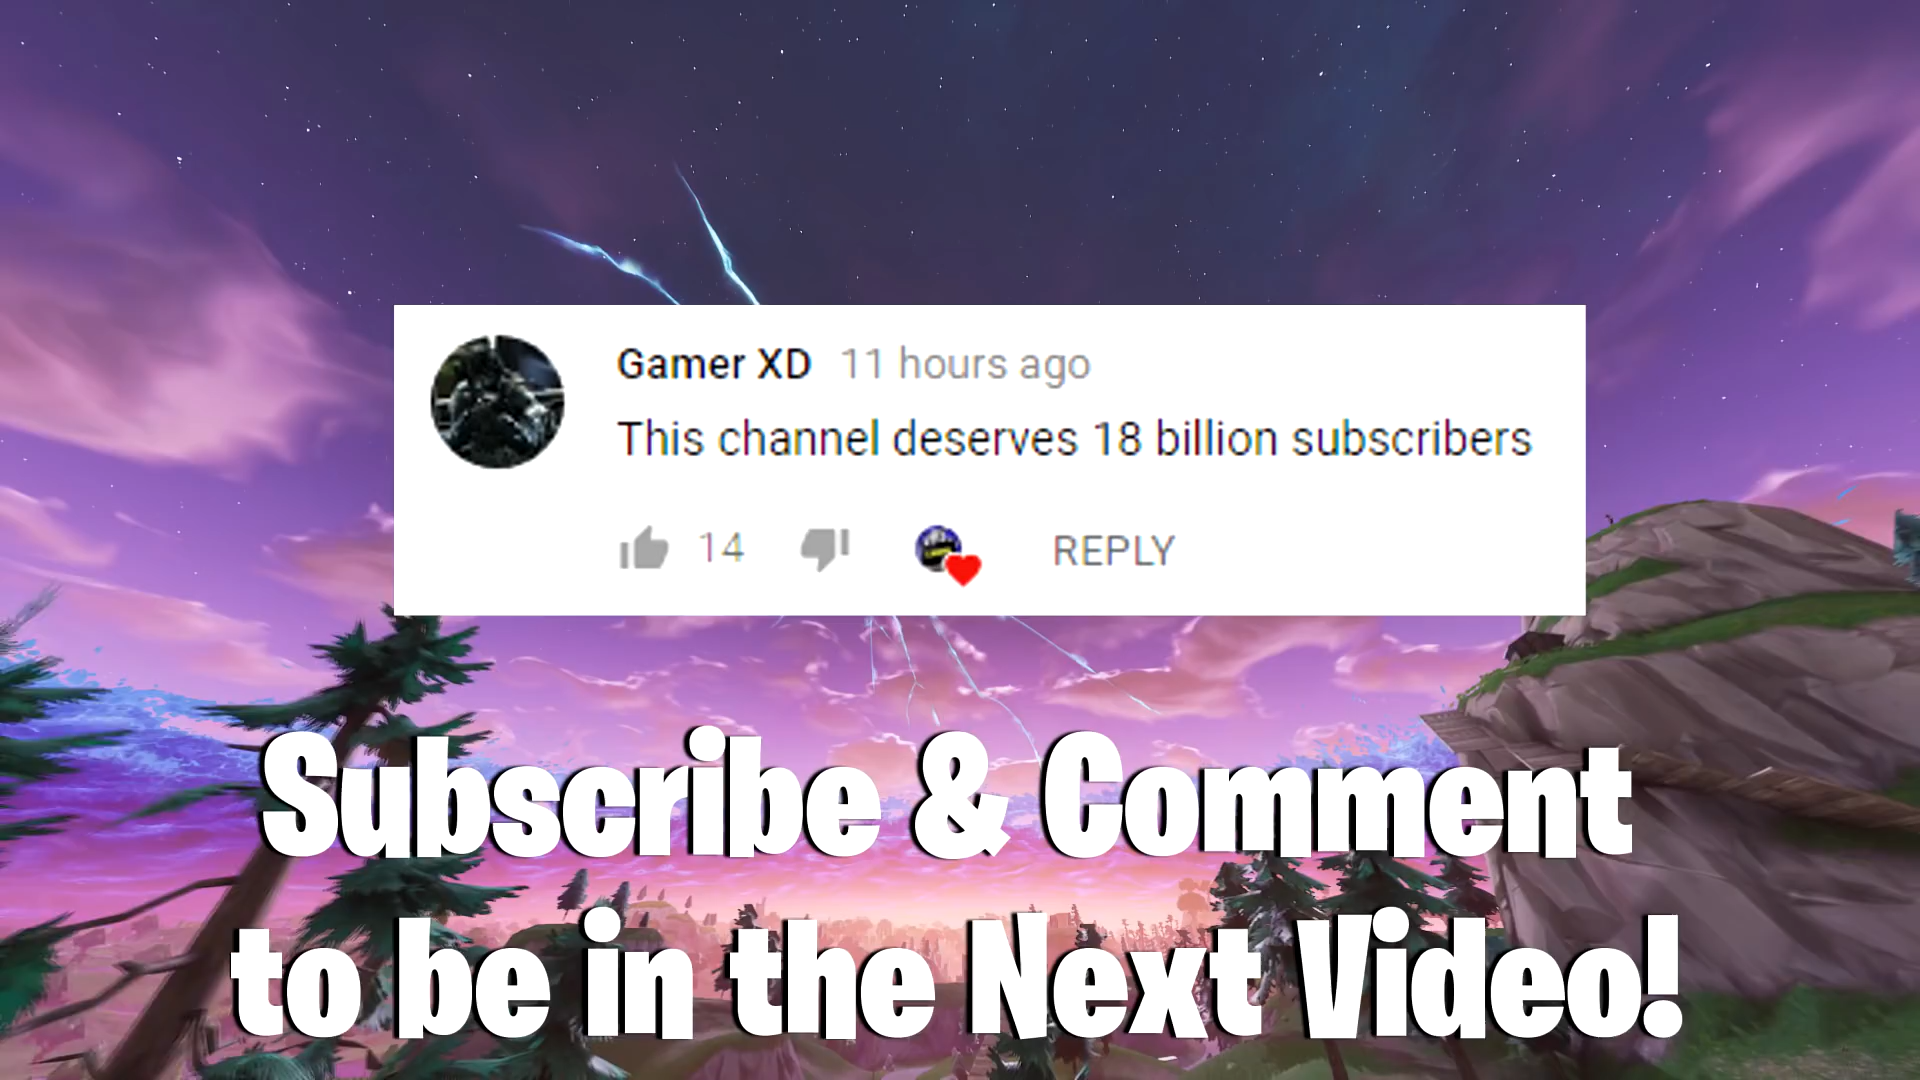 Gamer XD 11 hours ago
This channel deserves 18 billion subscribers
14 REPLY
Subscribe & Comment
to be in the Next Video!